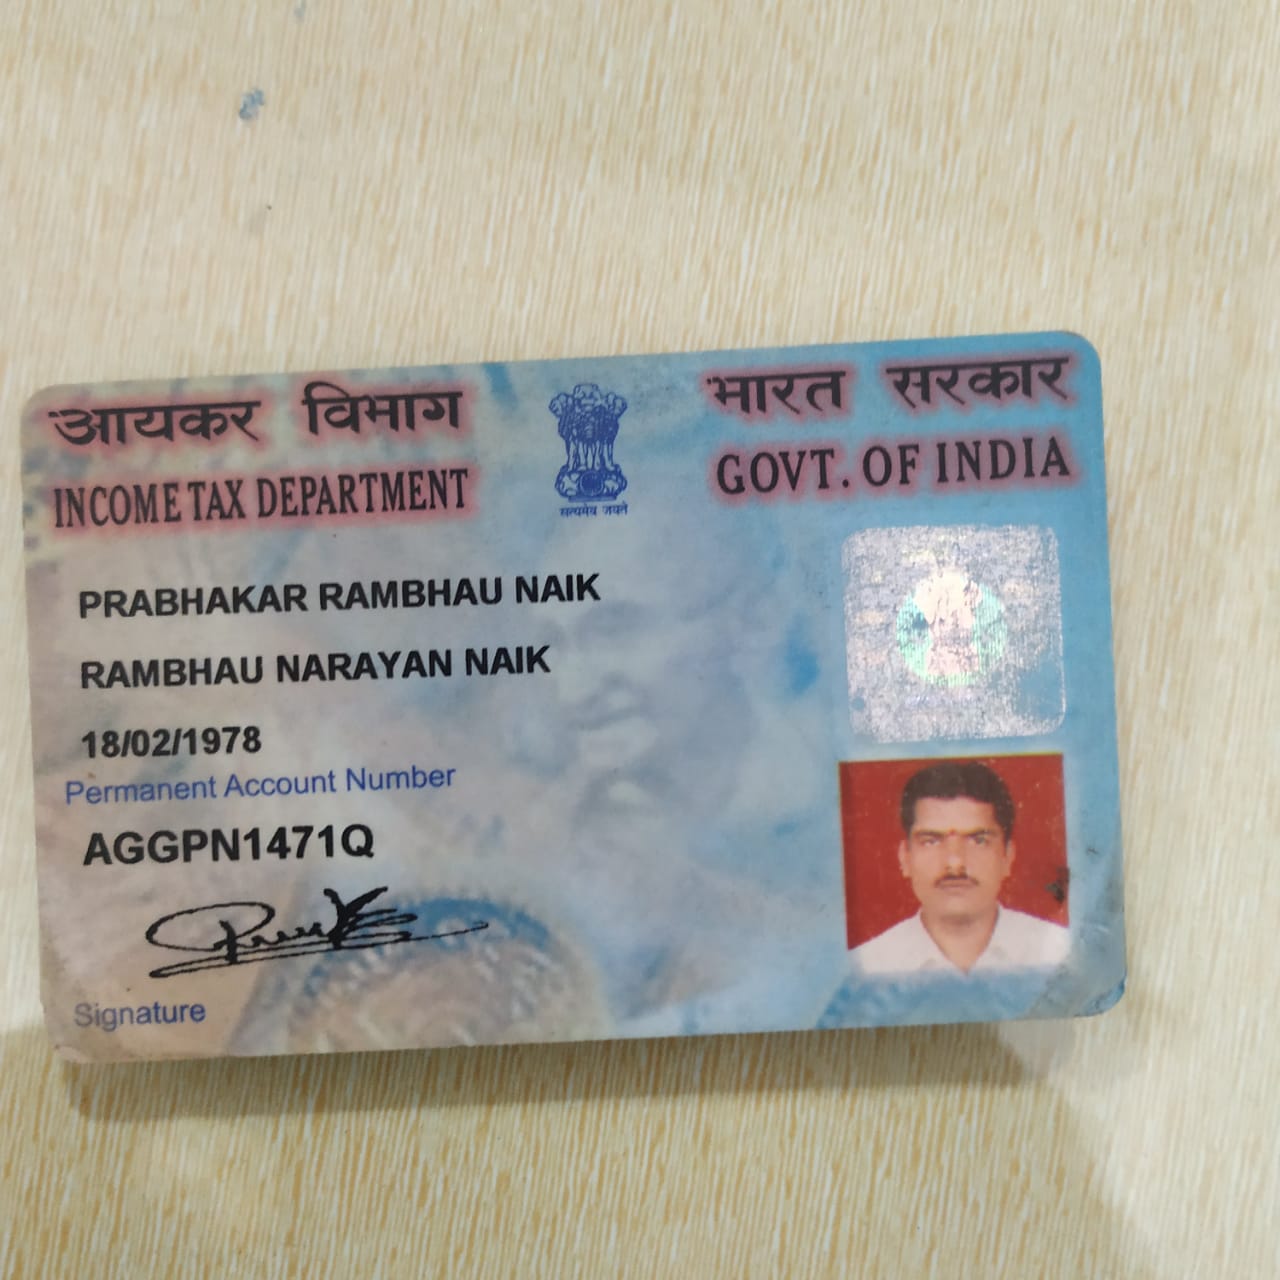 आयकर विभाग
INCOME TAX DEPARTMENT
सत्यमेव जयते
भारत सरकार
GOVT. OF INDIA
PRABHAKAR RAMBHAU NAIK
RAMBHAU NARAYAN NAIK
18/02/1978
Permanent Account Number
AGGPN1471Q
Signature